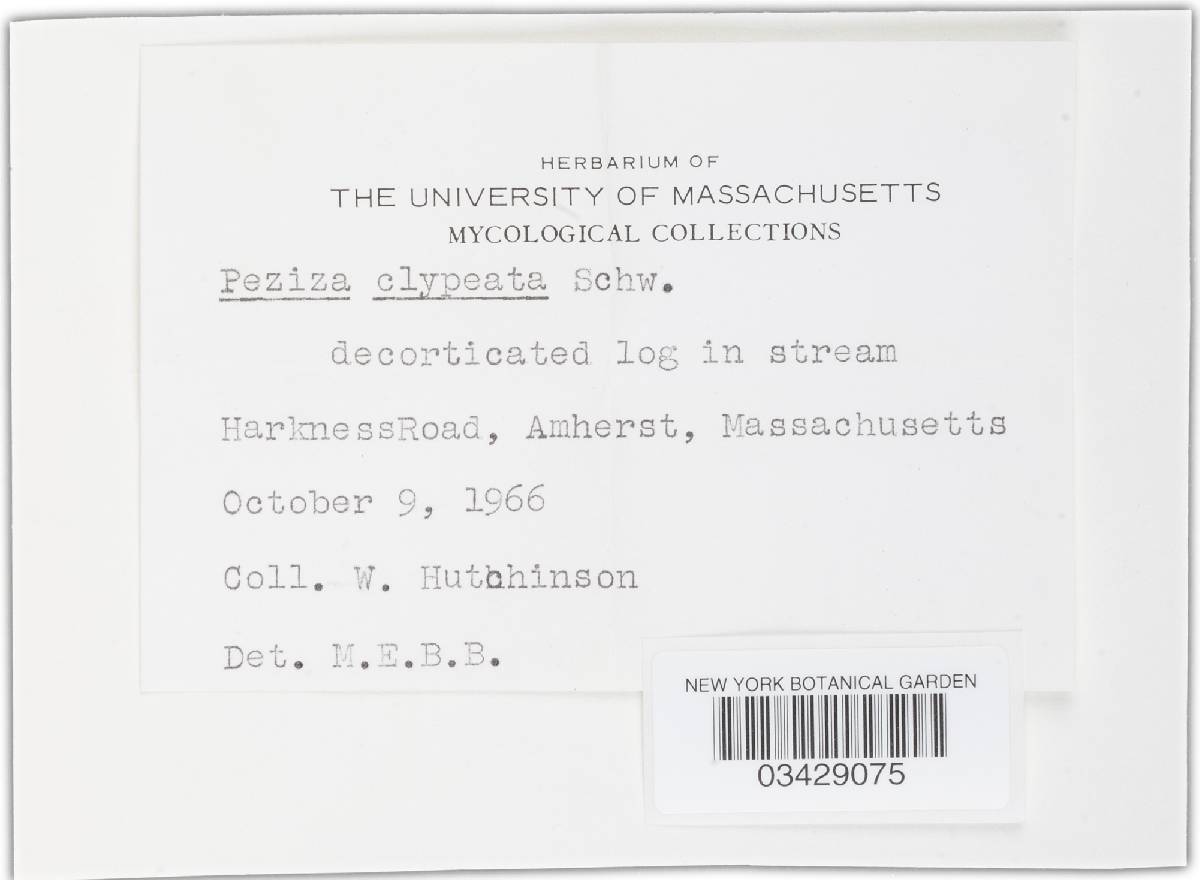 HERBARIUM OF
THE UNIVERSITY OF MASSACHUSETTS
MYCOLOGICAL COLLECTIONS
Peziza clypeata Schw.
decorticated log in stream
HarknessRoad, Amherst, Massachusetts
October 9, 1966
Coll. W. Hutchinson
Det. M.E.B.B.
NEW YORK BOTANICAL GARDEN
03429075